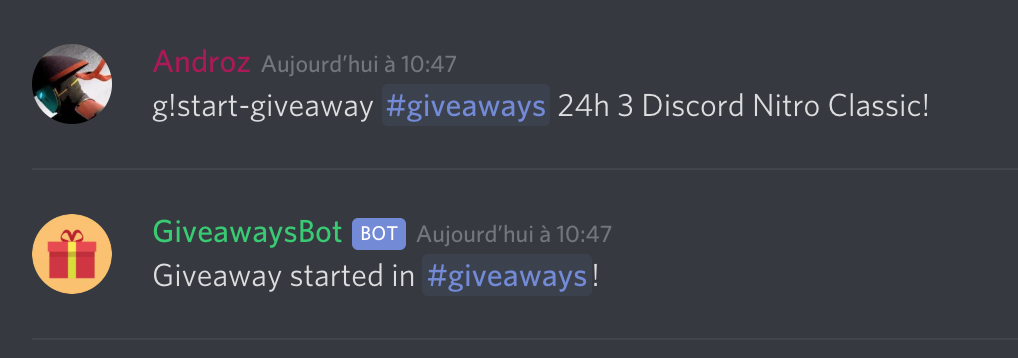 Androz Aujourd'hui à 10:47
g!start-giveaway #giveaways 24h 3 Discord Nitro Classic!
GiveawaysBot BOT Aujourd'hui à 10:47
Giveaway started in #giveaways!